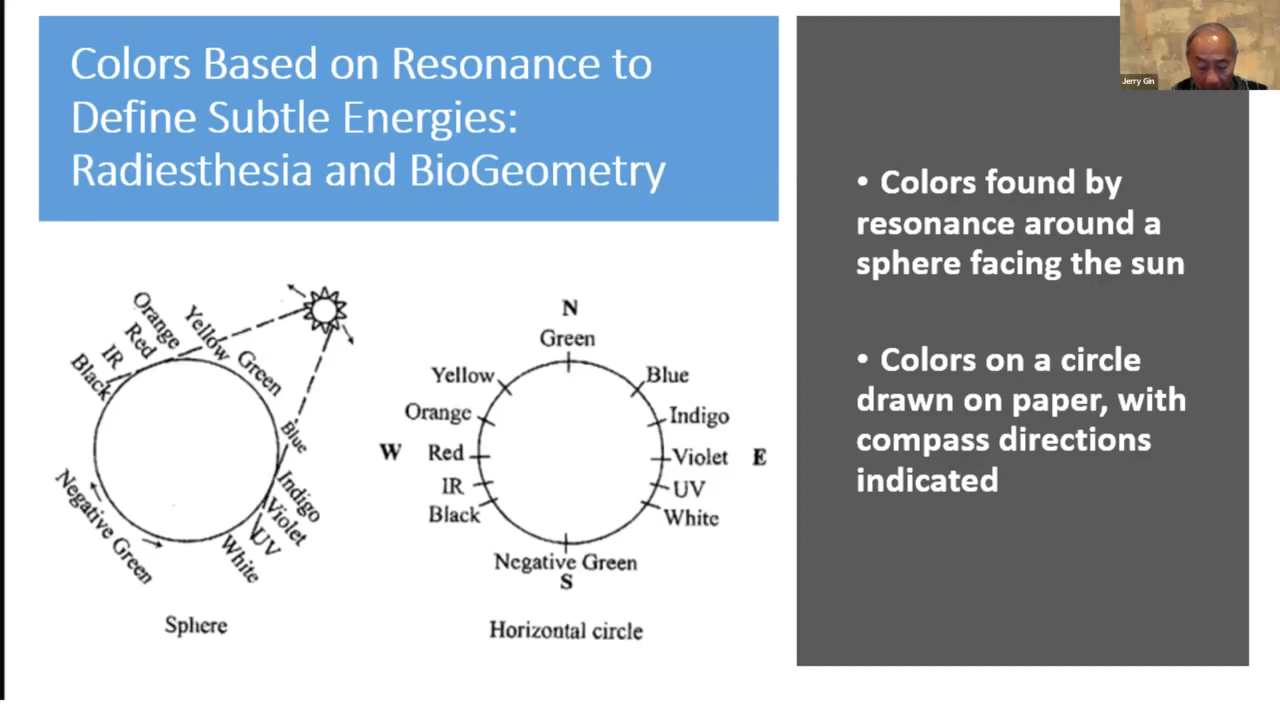 Colors Based on Resonance to
Define Subtle Energies:
Radiesthesia and BioGeometry
Jerry Gin
• Colors found by
resonance around a
sphere facing the sun
• Colors on a circle
drawn on paper, with
compass directions
indicated
Black
IR
Red
Orange
Yellow
Green
Blue
Indigo
Violet
UV
White
Negative Green
Sphere
N
Green
Yellow
Blue
Orange
Indigo
W
Red
Violet
E
IR
UV
Black
White
Negative Green
S
Horizontal circle